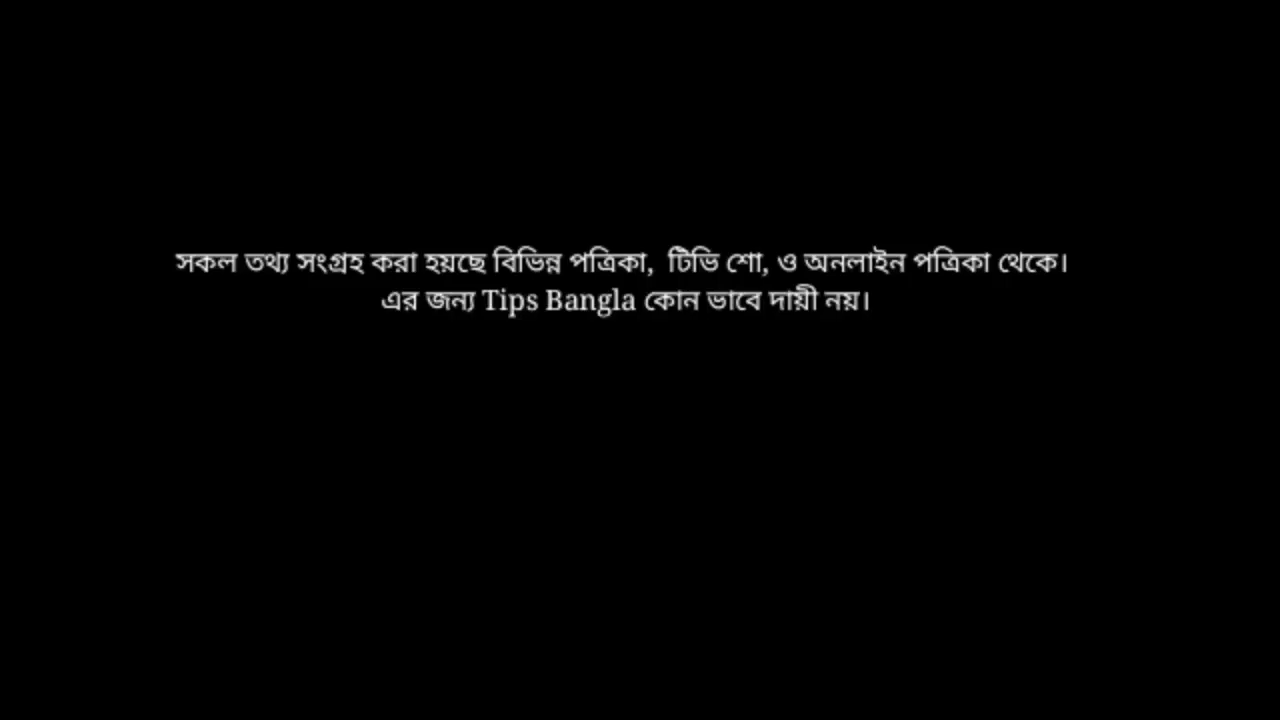 সকল তথ্য সংগ্রহ করা হয়ছে বিভিন্ন পত্রিকা, টিভি শো, ও অনলাইন পত্রিকা থেকে।
এর জন্য Tips Bangla কোন ভাবে দায়ী নয়।